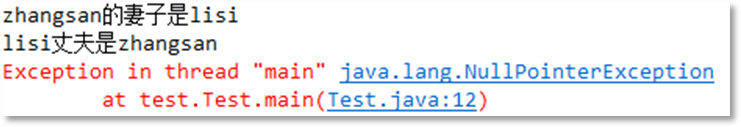 zhangsan的妻子是lisi
lisi丈夫是zhangsan
Exception in thread "main" java.lang.NullPointerException
at test.Test.main(Test.java:12)